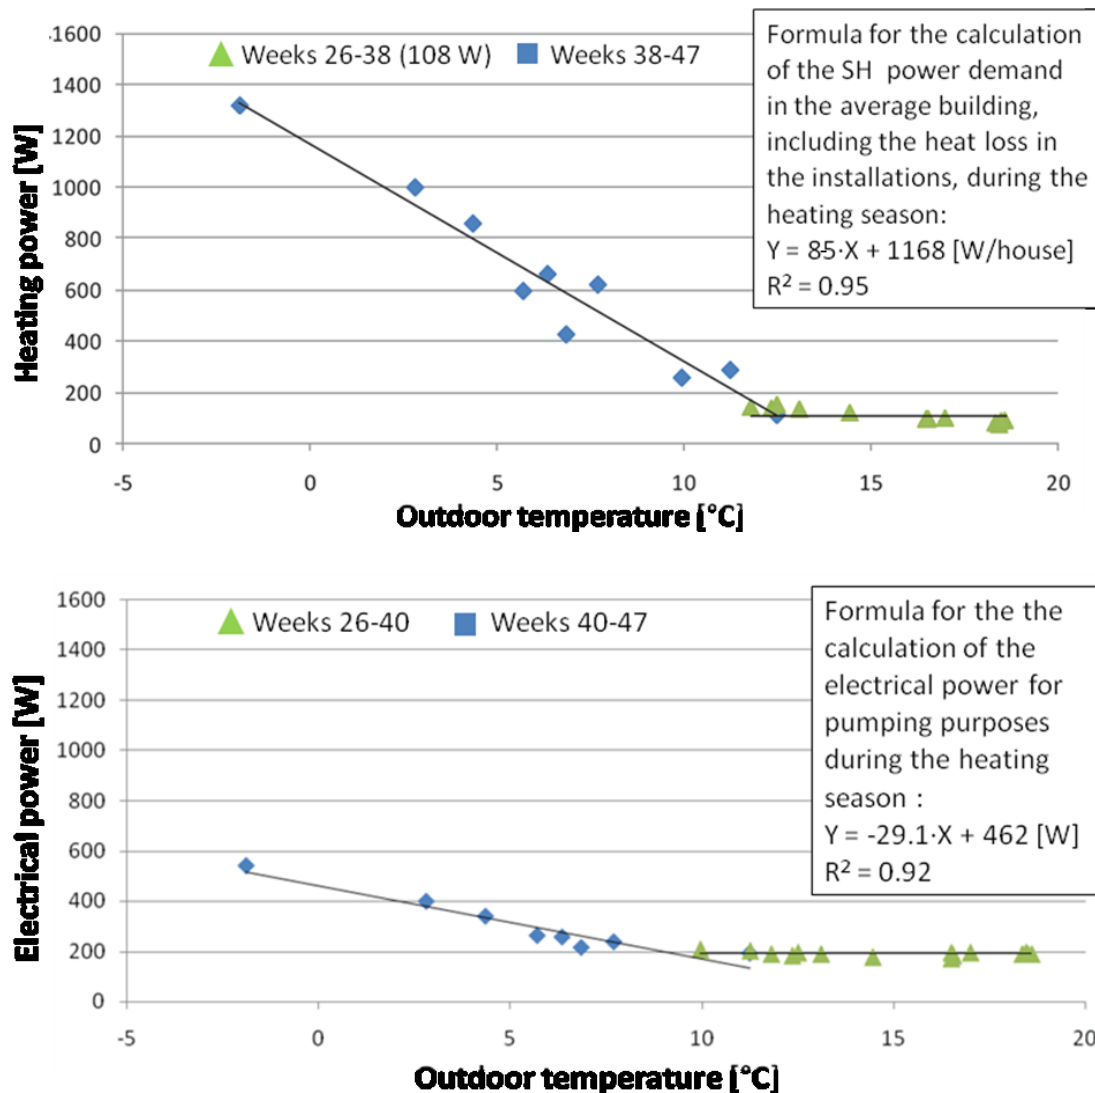 1600
1400
1200
1000
800
600
400
200
0
Heating power [W]
Weeks 26-38 (108 W) Weeks 38-47
Formula for the calculation
of the SH power demand
in the average building,
including the heat loss in
the installations, during the
heating season:
Y = 85·X + 1168 [W/house]
R² = 0.95
-5 0 5 10 15 20
Outdoor temperature [°C]
1600
1400
1200
1000
800
600
400
200
0
Electrical power [W]
Weeks 26-40 Weeks 40-47
Formula for the the
calculation of the
electrical power for
pumping purposes
during the heating
season :
Y = -29.1·X + 462 [W]
R² = 0.92
-5 0 5 10 15 20
Outdoor temperature [°C]